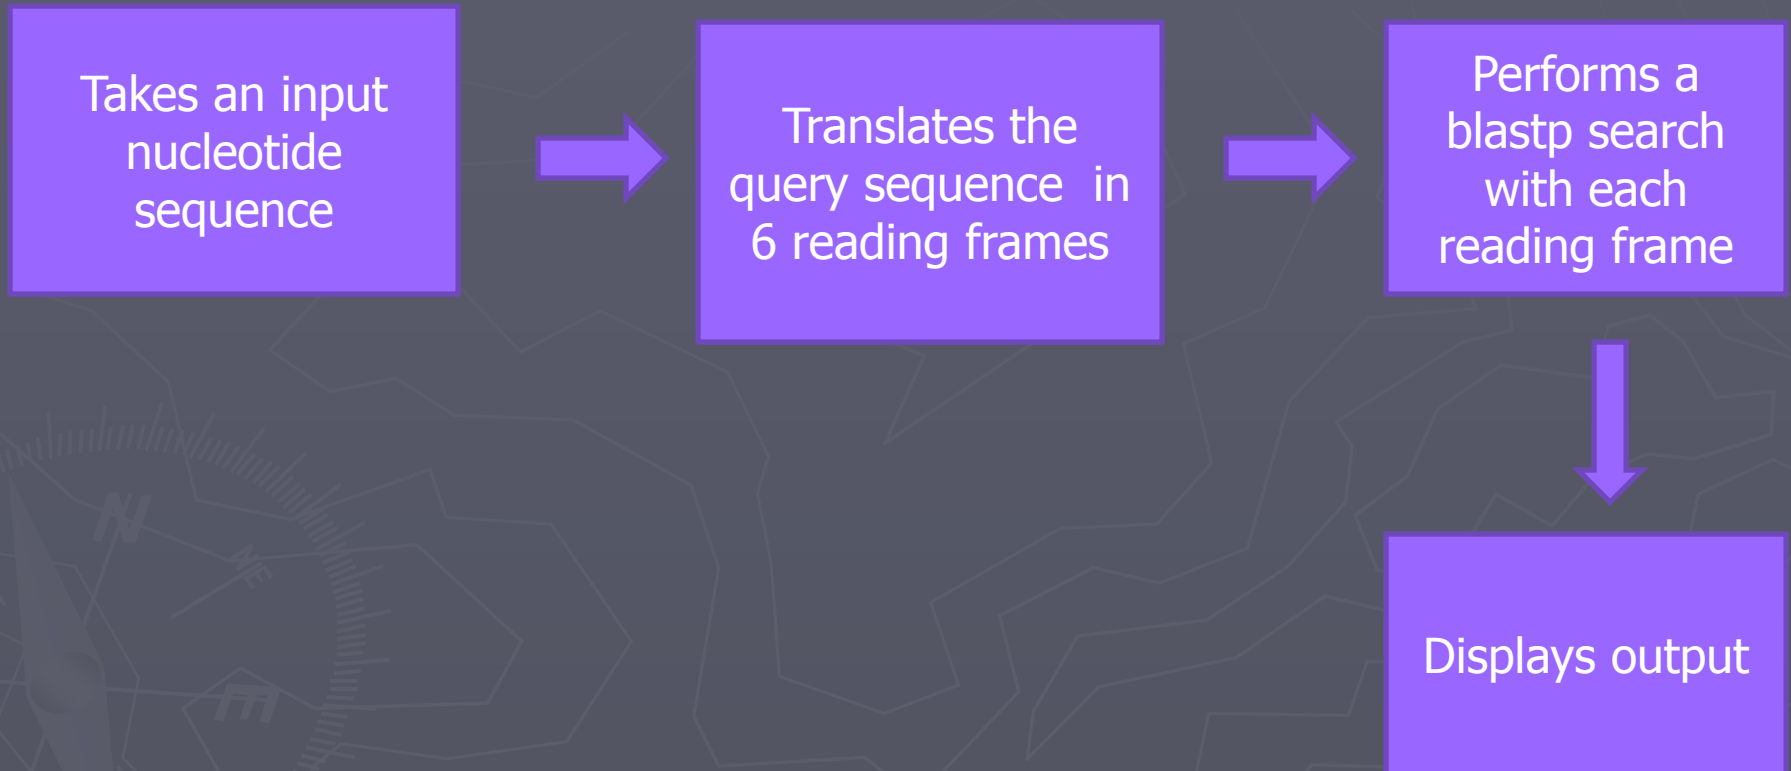 Takes an input
nucleotide
sequence
Translates the
query sequence  in
6 reading frames
Performs a
blastp search
with each
reading frame
Displays output
N
NE
E